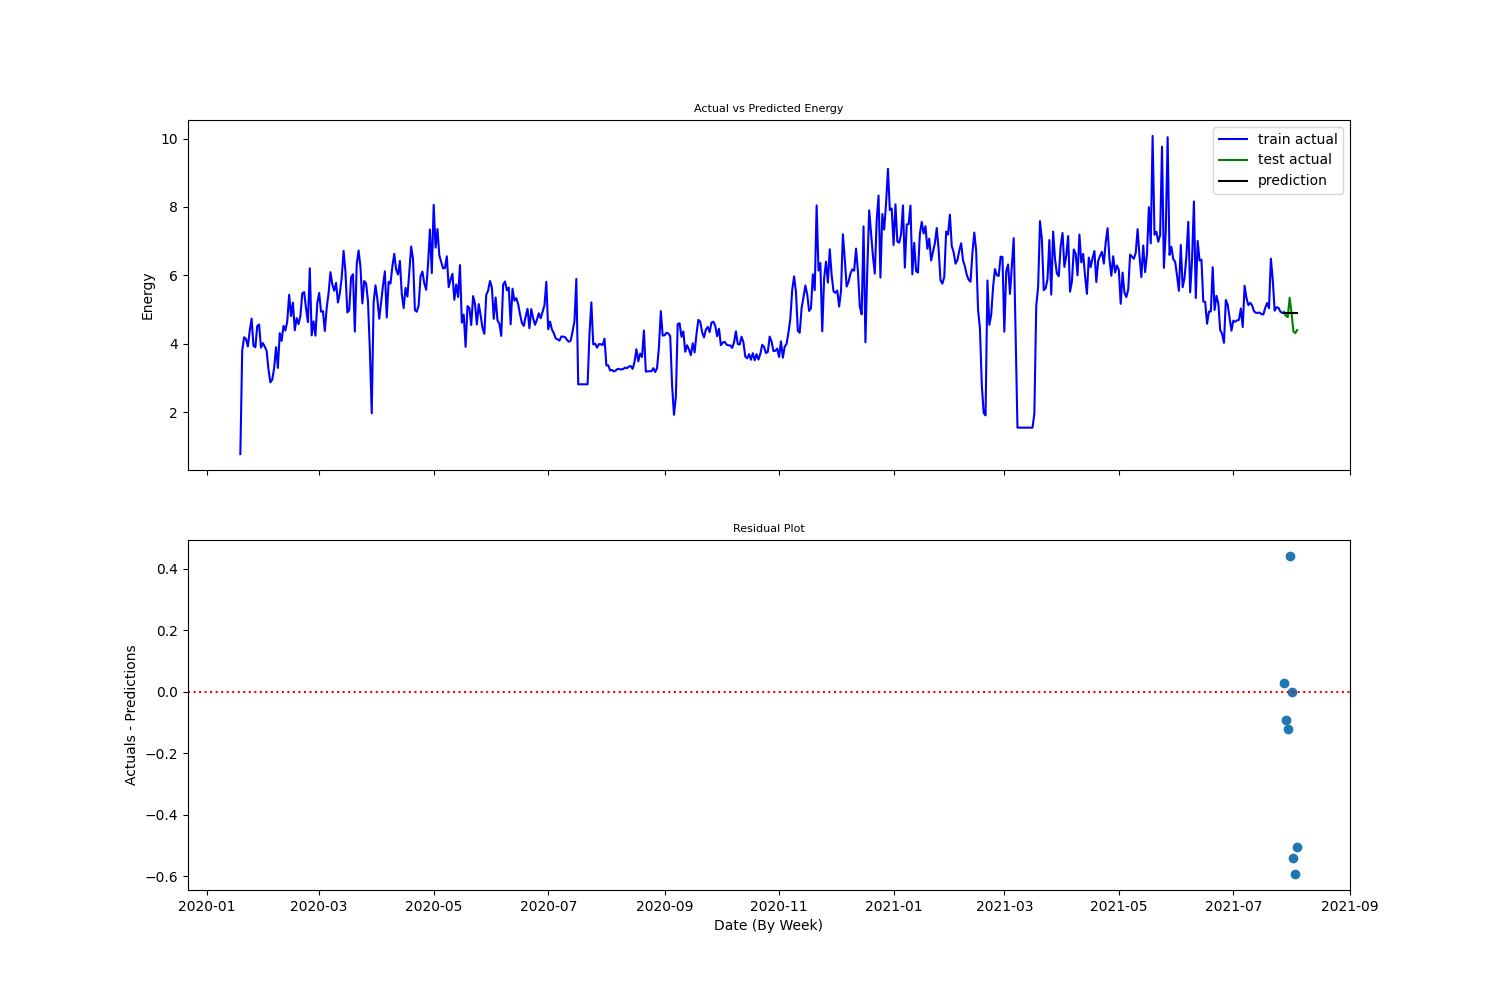 Actual vs Predicted Energy
10
8
6
4
2
Energy
train actual
test actual
prediction
Residual Plot
0.4
0.2
0.0
−0.2
−0.4
−0.6
Actuals - Predictions
2020-01 2020-03 2020-05 2020-07 2020-09 2020-11 2021-01 2021-03 2021-05 2021-07 2021-09
Date (By Week)